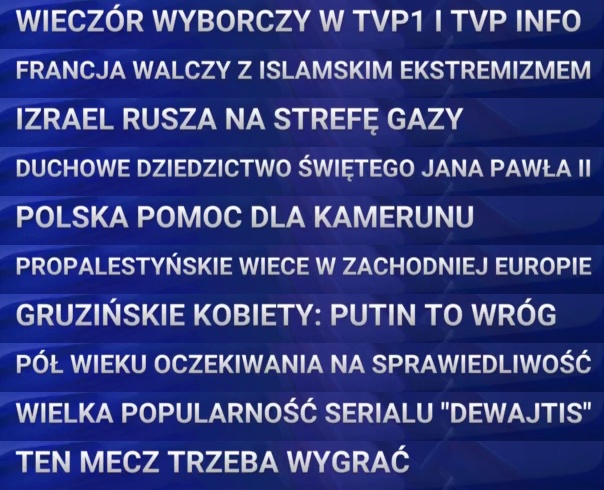 WIECZÓR WYBORCZY W TVP1 I TVP INFO
FRANCJA WALCZY Z ISLAMSKIM EKSTREMIZMEM
IZRAEL RUSZA NA STREFĘ GAZY
DUCHOWE DZIEDZICTWO ŚWIĘTEGO JANA PAWŁA II
POLSKA POMOC DLA KAMERUNU
PROPALESTYŃSKIE WIECE W ZACHODNIEJ EUROPIE
GRUZIŃSKIE KOBIETY: PUTIN TO WRÓG
PÓŁ WIEKU OCZEKIWANIA NA SPRAWIEDLIWOŚĆ
WIELKA POPULARNOŚĆ SERIALU "DEWAJTIS"
TEN MECZ TRZEBA WYGRAĆ